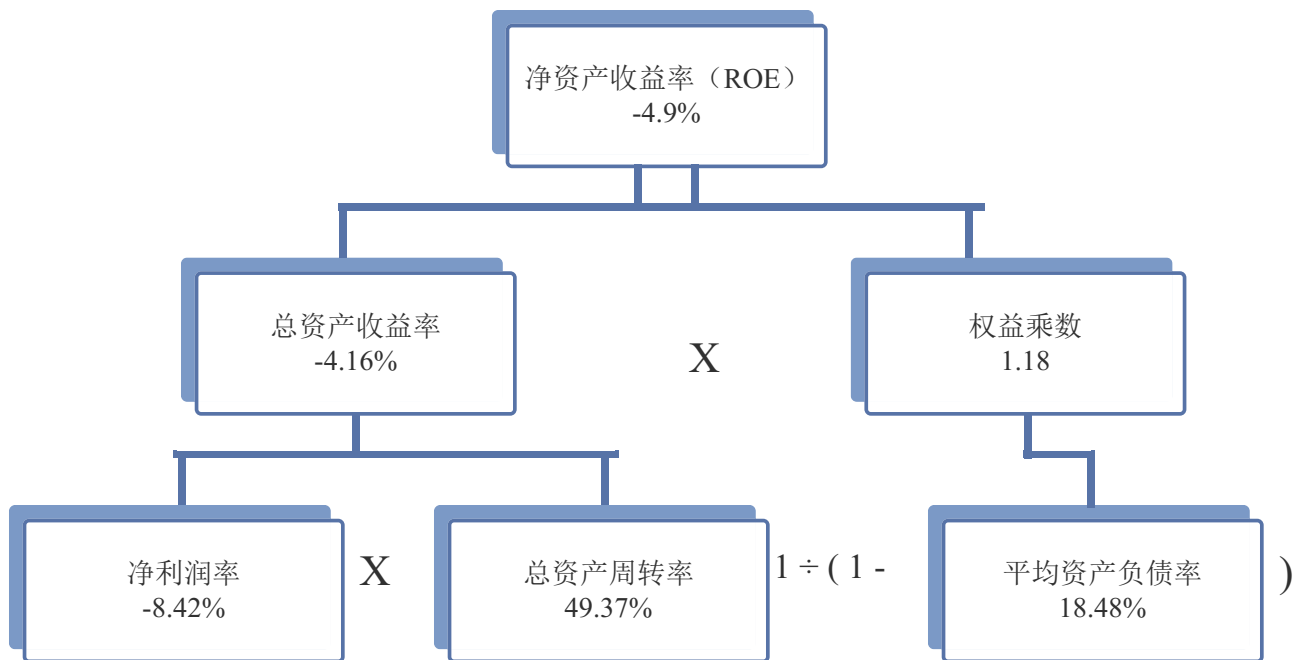 净资产收益率（ROE）
-4.9%
总资产收益率
-4.16%
X
权益乘数
1.18
净利润率
-8.42%
X
总资产周转率
49.37%
1 ÷ ( 1 -
平均资产负债率
18.48%
)